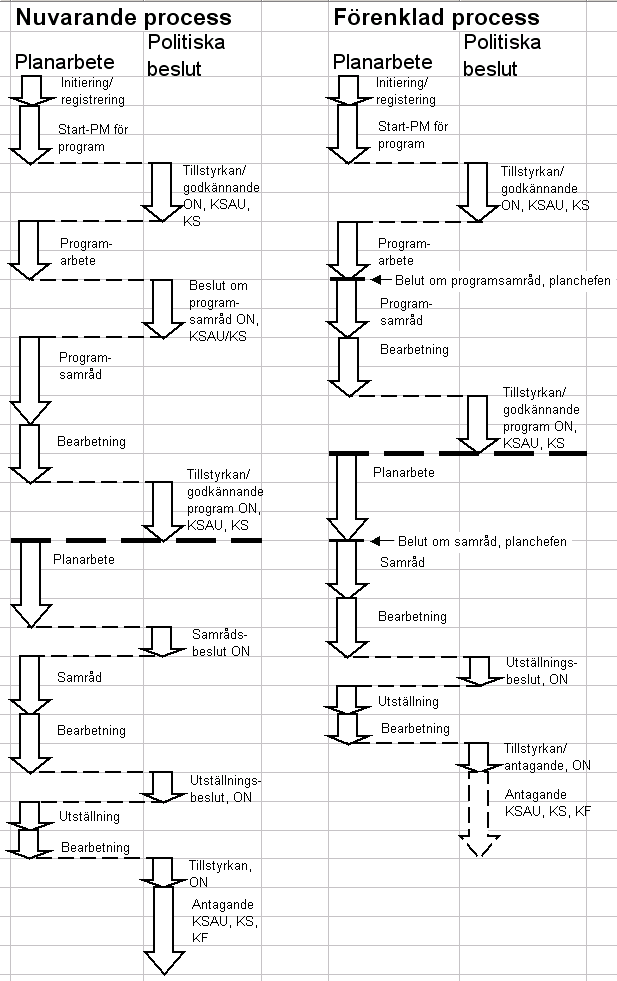 Nuvarande process
Planarbete
Politiska
beslut
Initiering/
registrering
Start-PM för
program
Tillstyrkan/
godkännande
ON, KSAU,
KS
Program-
arbete
Beslut om
program-
samråd ON,
KSAU/KS
Program-
samråd
Bearbetning
Tillstyrkan/
godkännande
program ON,
KSAU, KS
Planarbete
Samråds-
beslut ON
Samråd
Bearbetning
Utställnings-
beslut, ON
Utställning
Bearbetning
Tillstyrkan,
ON
Antagande
KSAU, KS,
KF
Förenklad process
Planarbete
Politiska
beslut
Initiering/
registrering
Start-PM för
program
Tillstyrkan/
godkännande
ON, KSAU, KS
Program-
arbete
Belut om programsamråd, planchefen
Program-
samråd
Bearbetning
Tillstyrkan/
godkännande
program ON,
KSAU, KS
Planarbete
Belut om samråd, planchefen
Samråd
Bearbetning
Utställnings-
beslut, ON
Utställning
Bearbetning
Tillstyrkan/
antagande, ON
Antagande
KSAU, KS, KF